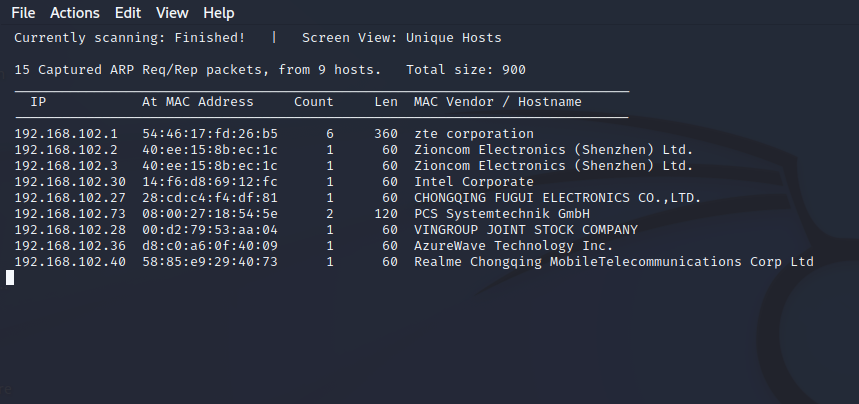 File Actions Edit View Help
Currently scanning: Finished! | Screen View: Unique Hosts
15 Captured ARP Req/Rep packets, from 9 hosts. Total size: 900
IP At MAC Address Count Len MAC Vendor / Hostname
192.168.102.1 54:46:17:fd:26:b5 6 360 zte corporation
192.168.102.2 40:ee:15:8b:ec:1c 1 60 Zioncom Electronics (Shenzhen) Ltd.
192.168.102.3 40:ee:15:8b:ec:1c 1 60 Zioncom Electronics (Shenzhen) Ltd.
192.168.102.30 14:f6:d8:69:12:fc 1 60 Intel Corporate
192.168.102.27 28:cd:c4:f4:df:81 1 60 CHONGQING FUGUI ELECTRONICS CO.,LTD.
192.168.102.73 08:00:27:18:54:5e 2 120 PCS Systemtechnik GmbH
192.168.102.28 00:d2:79:53:aa:04 1 60 VINGROUP JOINT STOCK COMPANY
192.168.102.36 d8:c0:a6:0f:40:09 1 60 AzureWave Technology Inc.
192.168.102.40 58:85:e9:29:40:73 1 60 Realme Chongqing MobileTelecommunications Corp Ltd